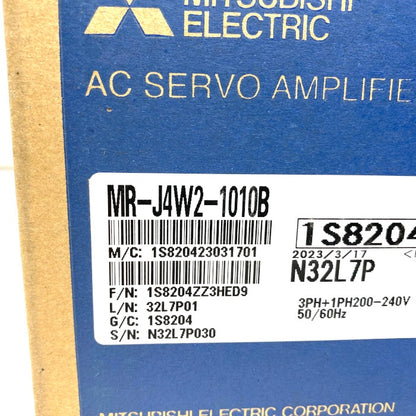 MITSUBISHI
ELECTRIC
AC SERVO AMPLIFIE
MR-J4W2-1010B
M/C: 1S820423031701
1S8204
2023/3/17
N32L7P
F/N: 1S8204ZZ3HED9
L/N: 32L7P01
G/C: 1S8204
S/N: N32L7P030
3PH+1PH200-240V
50/60Hz
MITSUBISHI ELECTRIC CORPORATION